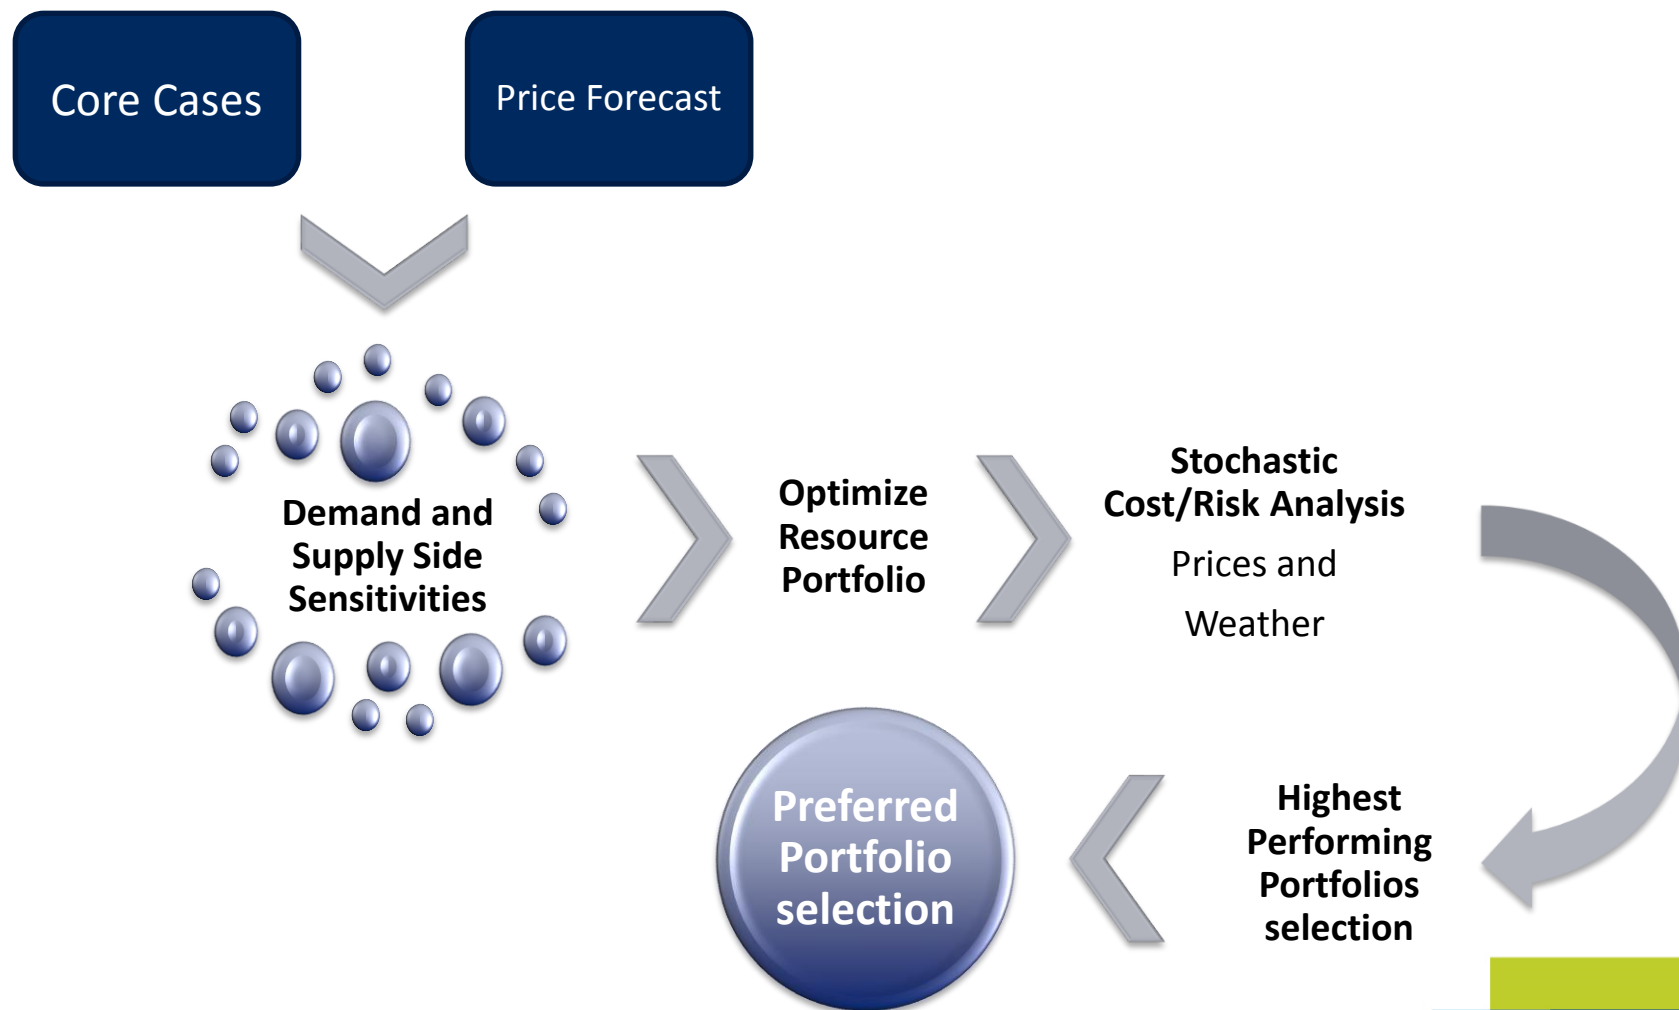 Core Cases
Price Forecast
Demand and
Supply Side
Sensitivities
Optimize
Resource
Portfolio
Stochastic
Cost/Risk Analysis
Prices and
Weather
Highest
Performing
Portfolios
selection
Preferred
Portfolio
selection